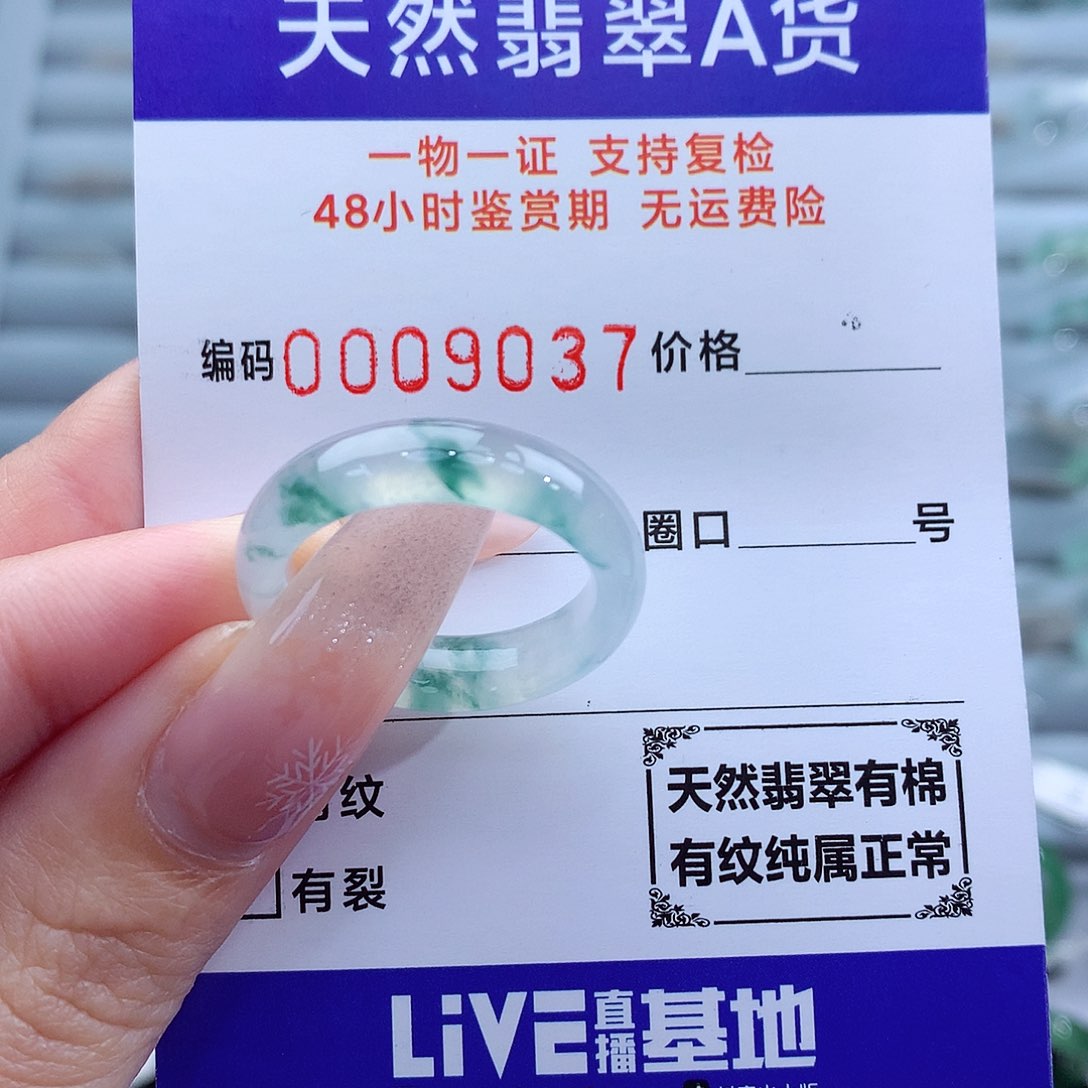 天然翡翠A货
一物一证 支持复检
48小时鉴赏期 无运费险
编码0009037价格
圈口 号
纹
有裂
天然翡翠有棉
有纹纯属正常
LiVE直播基地